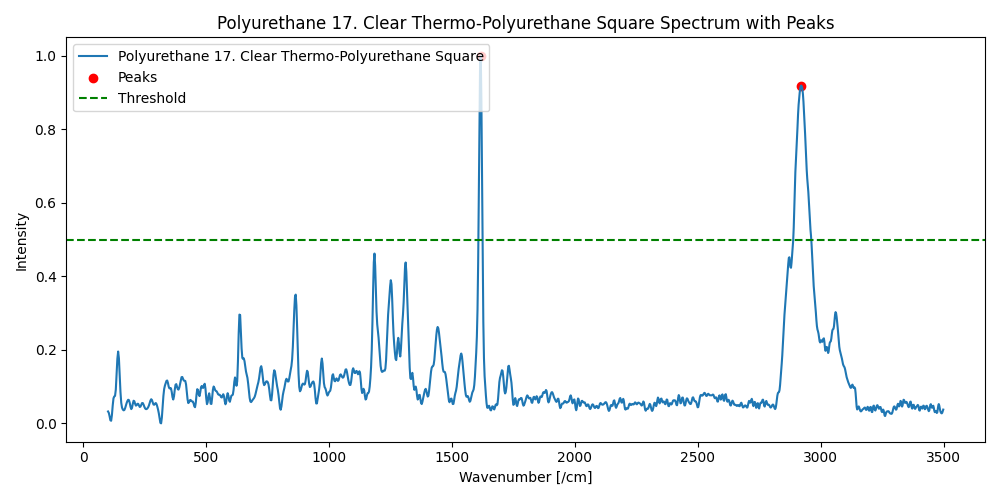 Polyurethane 17. Clear Thermo-Polyurethane Square Spectrum with Peaks
Polyurethane 17. Clear Thermo-Polyurethane Square
Peaks
Threshold
Intensity
1.0
0.8
0.6
0.4
0.2
0.0
0 500 1000 1500 2000 2500 3000 3500
Wavenumber [/cm]